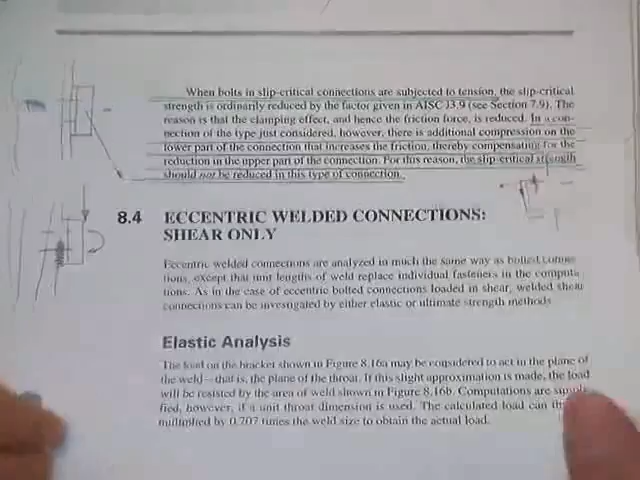 When bolts in slip-critical connections are subjected to tension, the slip-critical
strength is ordinarily reduced by the factor given in AISC J3.9 (see Section 7.9). The
reason is that the clamping effect, and hence the friction force, is reduced. In a con-
nection of the type just considered, however, there is additional compression on the
lower part of the connection that increases the friction, thereby compensating for the
reduction in the upper part of the connection. For this reason, the slip-critical strength
should not be reduced in this type of connection.
8.4 ECCENTRIC WELDED CONNECTIONS:
SHEAR ONLY
Eccentric welded connections are analyzed in much the same way as bolted connec-
tions, except that unit lengths of weld replace individual fasteners in the computa-
tions. As in the case of eccentric bolted connections loaded in shear, welded shear
connections can be investigated by either elastic or ultimate strength methods.
Elastic Analysis
The load on the bracket shown in Figure 8.16a may be considered to act in the plane of
the weld—that is, the plane of the throat. If this slight approximation is made, the load
will be resisted by the area of weld shown in Figure 8.16b. Computations are simpli-
fied, however, if a unit throat dimension is used. The calculated load can
multiplied by 0.707 times the weld size to obtain the actual load.